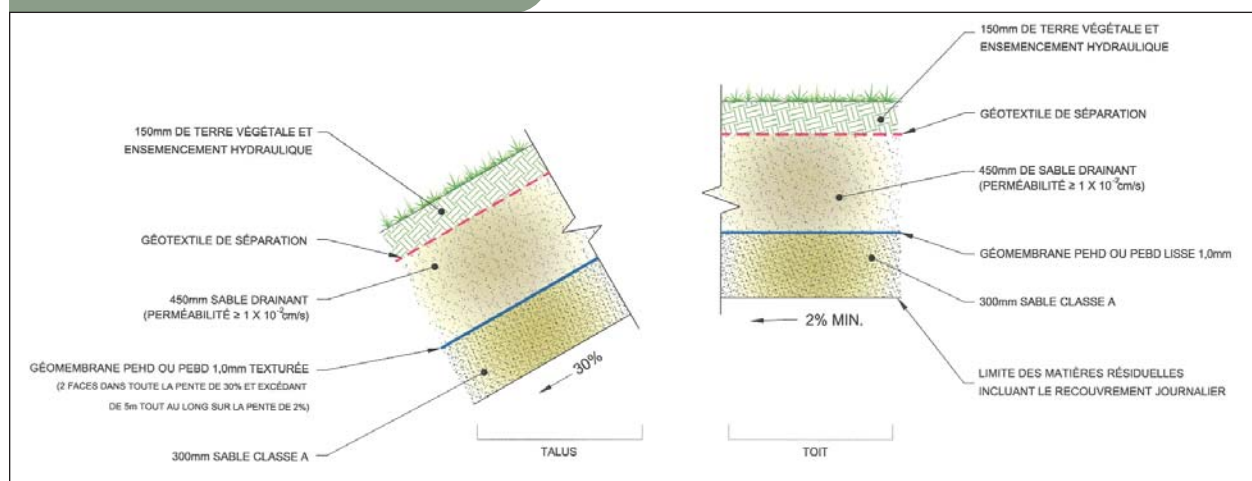 150mm DE TERRE VÉGÉTALE ET
ENSEMENCEMENT HYDRAULIQUE
GÉOTEXTILE DE SÉPARATION
450mm SABLE DRAINANT
(PERMÉABILITÉ ≥ 1 X 10⁻²cm/s)
GÉOMEMBRANE PEHD OU PEBD 1,0mm TEXTURÉE
(2 FACES DANS TOUTE LA PENTE DE 30% ET EXCÉDANT
DE 5m TOUT AU LONG SUR LA PENTE DE 2%)
300mm SABLE CLASSE A
30%
TALUS
150mm DE TERRE VÉGÉTALE ET
ENSEMENCEMENT HYDRAULIQUE
GÉOTEXTILE DE SÉPARATION
450mm DE SABLE DRAINANT
(PERMÉABILITÉ ≥ 1 X 10⁻²cm/s)
GÉOMEMBRANE PEHD OU PEBD LISSE 1,0mm
300mm SABLE CLASSE A
2% MIN.
LIMITE DES MATIÈRES RÉSIDUELLES
INCLUANT LE RECOUVREMENT JOURNALIER
TOIT